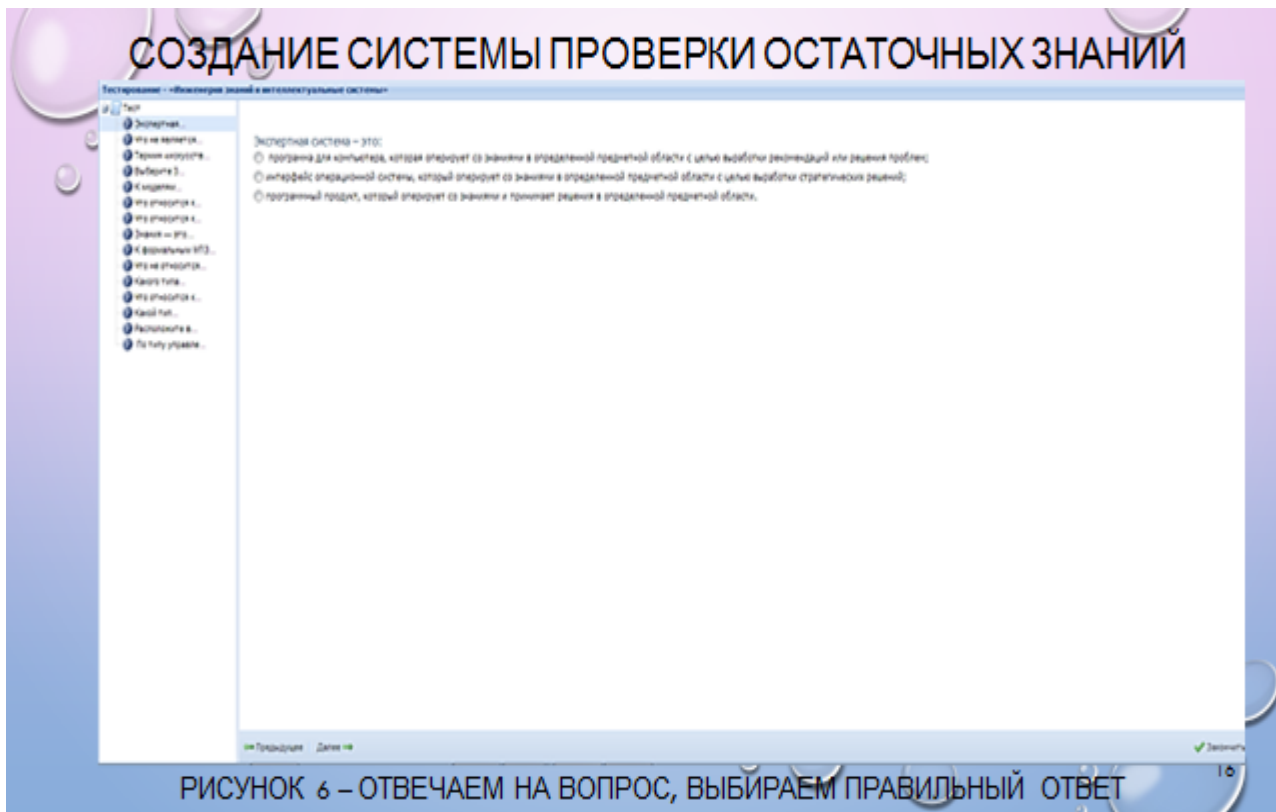 СОЗДАНИЕ СИСТЕМЫ ПРОВЕРКИ ОСТАТОЧНЫХ ЗНАНИЙ
Тестирование - «Инженерия знаний и интеллектуальные системы»
Тест
Экспертная...
Что не является...
Термин искусств...
Выберите 3...
К моделям...
Что относится к...
Что относится к...
Знания — это...
К формальным МПЗ...
Что не относится...
Какого типа...
Что относится к...
Какой тип...
Расположите в...
По типу управле...
Экспертная система – это:
программа для компьютера, которая оперирует со знаниями в определенной предметной области с целью выработки рекомендаций или решения проблем;
интерфейс операционной системы, который оперирует со знаниями в определенной предметной области с целью выработки стратегических решений;
программный продукт, который оперирует со знаниями и принимает решения в определенной предметной области.
Предыдущее Далее Закончить
16
РИСУНОК 6 – ОТВЕЧАЕМ НА ВОПРОС, ВЫБИРАЕМ ПРАВИЛЬНЫЙ ОТВЕТ